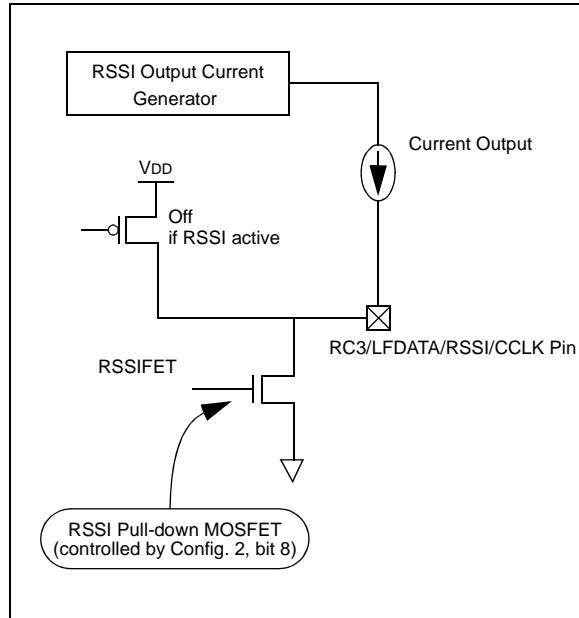 RSSI Output Current
Generator
Current Output
VDD
Off
if RSSI active
RC3/LFDATA/RSSI/CCLK Pin
RSSIFET
RSSI Pull-down MOSFET
(controlled by Config. 2, bit 8)